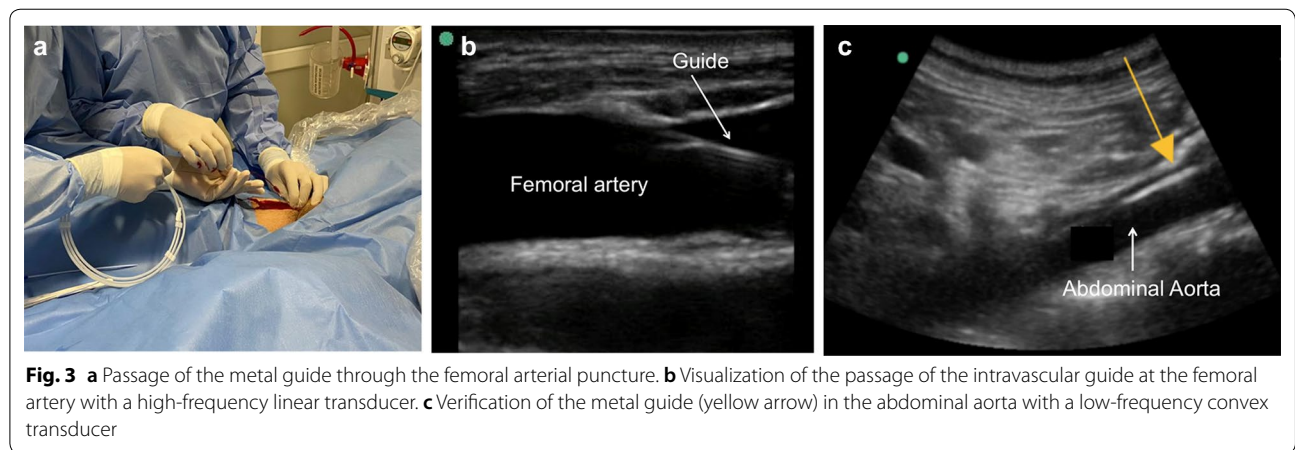 a
b
c
Guide
Femoral artery
Abdominal Aorta
Fig. 3 a Passage of the metal guide through the femoral arterial puncture. b Visualization of the passage of the intravascular guide at the femoral
artery with a high-frequency linear transducer. c Verification of the metal guide (yellow arrow) in the abdominal aorta with a low-frequency convex
transducer